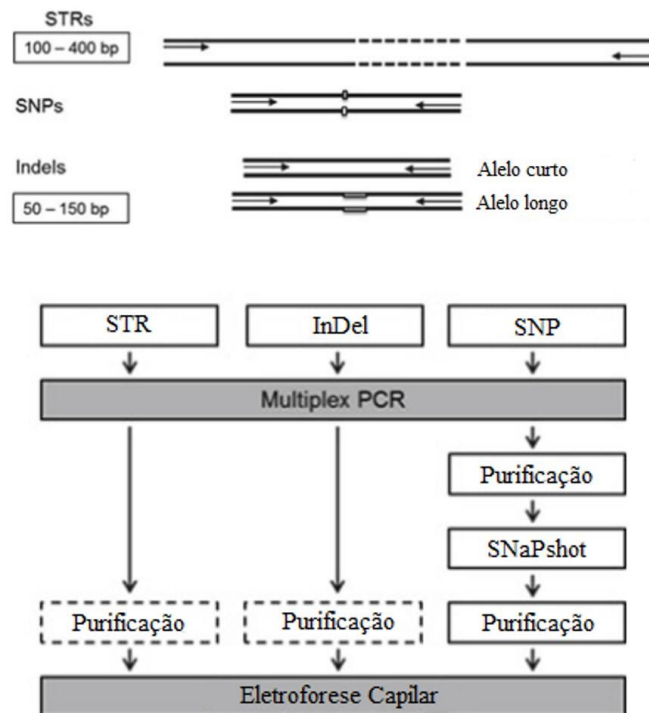 STRs
100 – 400 bp
SNPs
Indels
Alelo curto
50 – 150 bp
Alelo longo
STR InDel SNP
Multiplex PCR
Purificação
SNaPshot
Purificação Purificação Purificação
Eletroforese Capilar